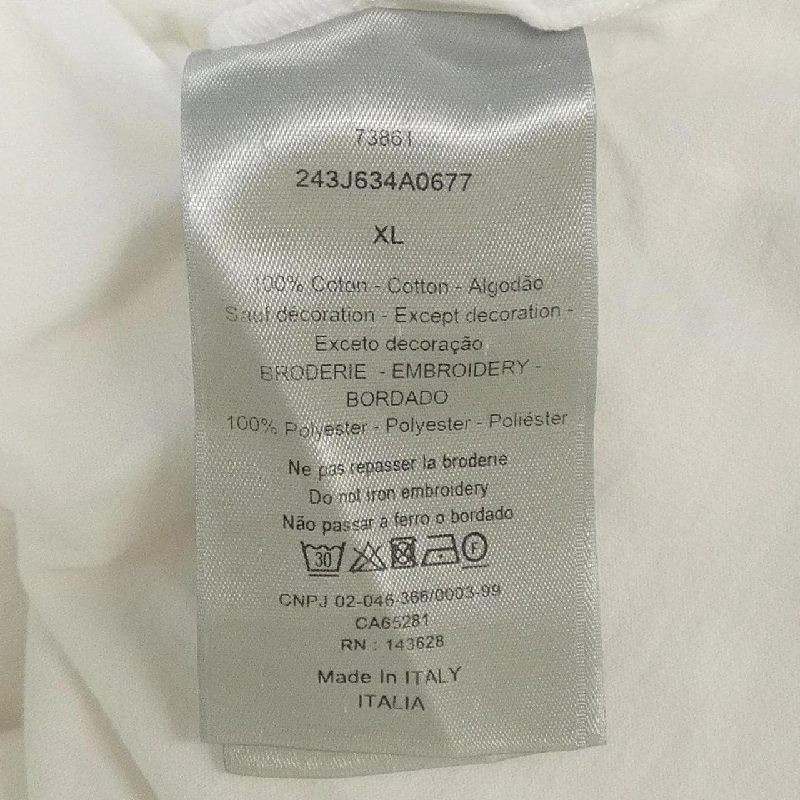 73861
243J634A0677
XL
100% Coton - Cotton - Algodão
Sauf décoration - Except decoration -
Exceto decoração
BRODERIE - EMBROIDERY -
BORDADO
100% Polyester - Polyester - Poliéster
Ne pas repasser la broderie
Do not iron embroidery
Não passar a ferro o bordado
30 F
CNPJ 02-046-366/0003-99
CA65281
RN : 143628
Made In ITALY
ITALIA